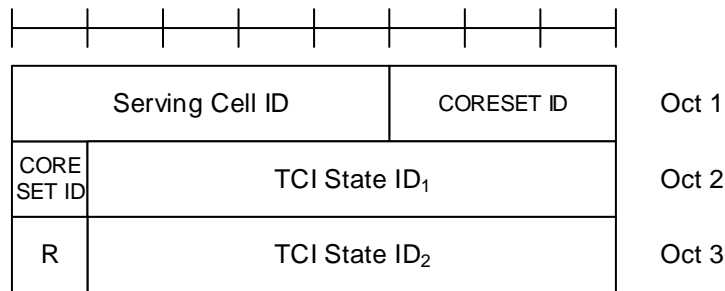 Serving Cell ID CORESET ID Oct 1
CORE
SET ID TCI State ID₁ Oct 2
R TCI State ID₂ Oct 3